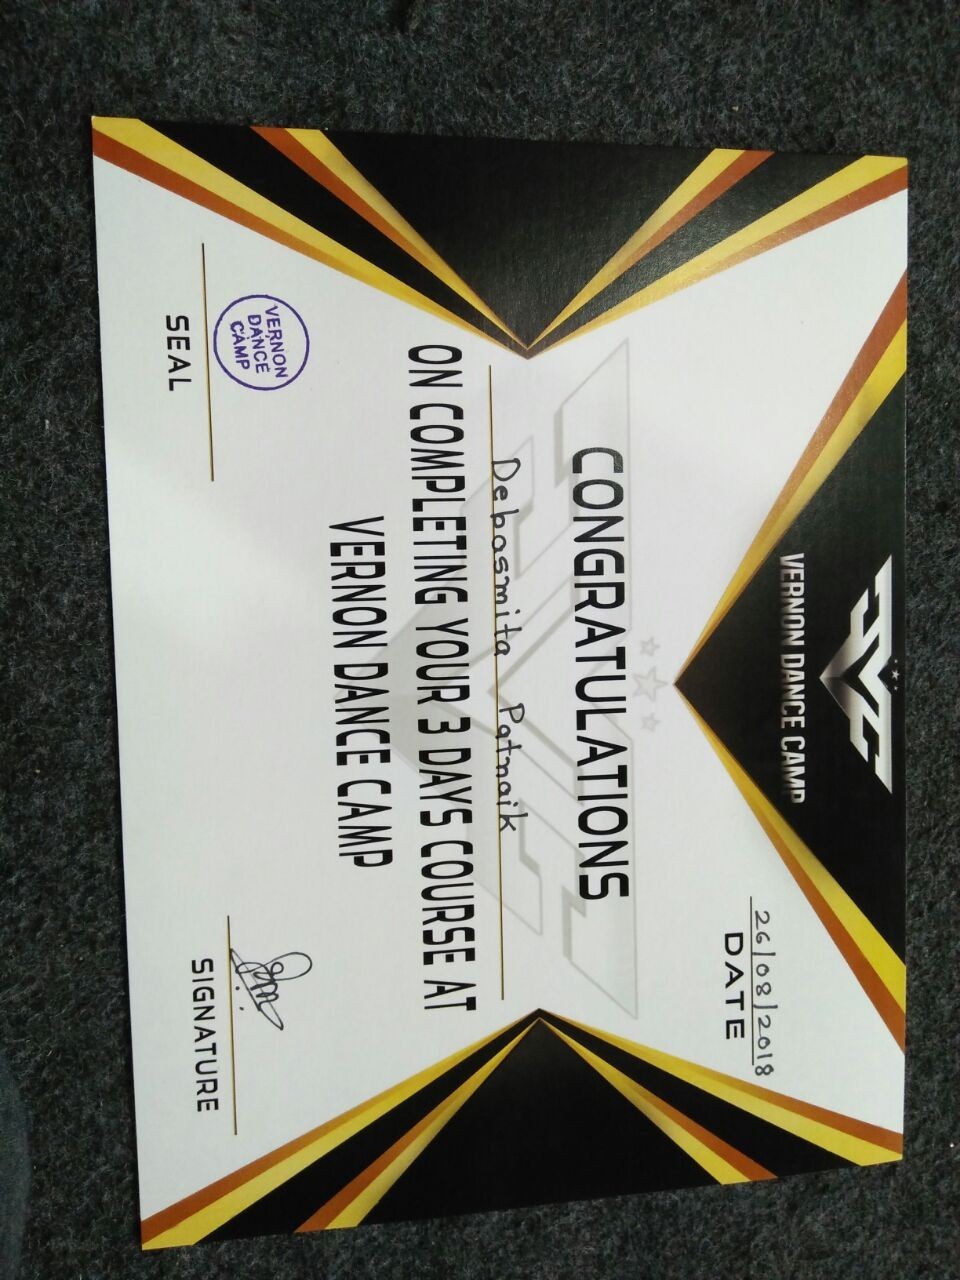 VERNON DANCE CAMP
26/08/2018
DATE
CONGRATULATIONS
Debasmita Patnaik
ON COMPLETING YOUR 3 DAYS COURSE AT
VERNON DANCE CAMP
VERNON
DANCE
CAMP
SEAL
SIGNATURE